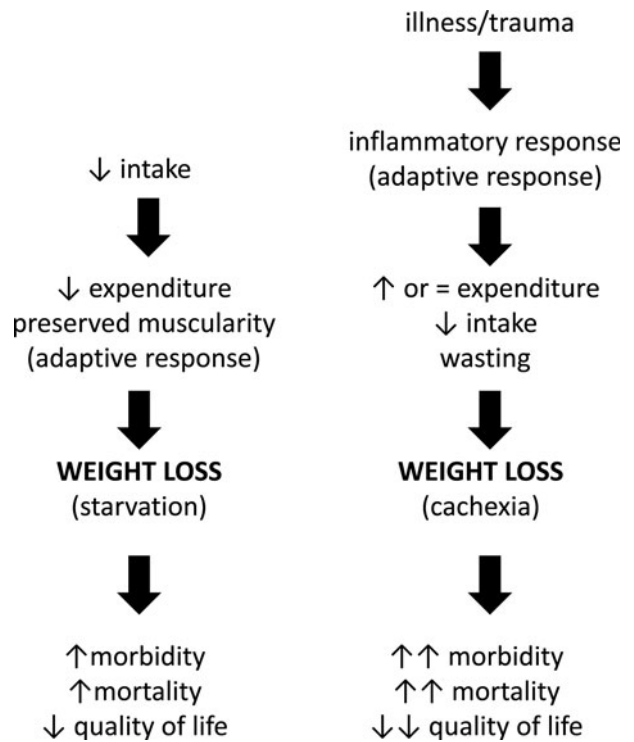 ↓ intake
↓ expenditure
preserved muscularity
(adaptive response)
WEIGHT LOSS
(starvation)
↑morbidity
↑mortality
↓ quality of life
illness/trauma
inflammatory response
(adaptive response)
↑ or = expenditure
↓ intake
wasting
WEIGHT LOSS
(cachexia)
↑↑ morbidity
↑↑ mortality
↓↓ quality of life